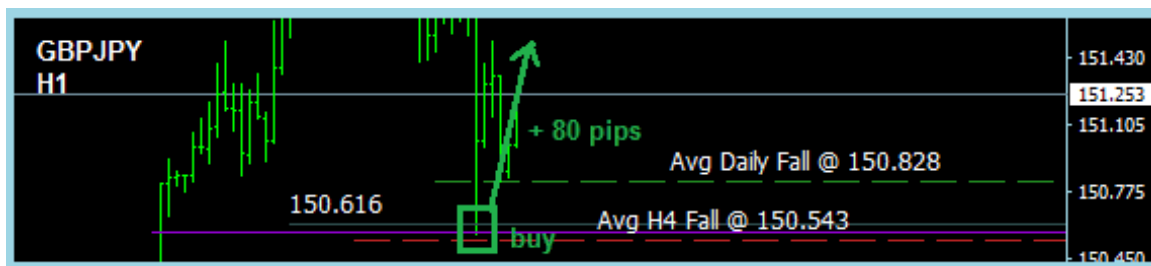 GBPJPY
H1
151.430
151.253
+ 80 pips
151.105
Avg Daily Fall @ 150.828
150.775
150.616
Avg H4 Fall @ 150.543
buy
150.450